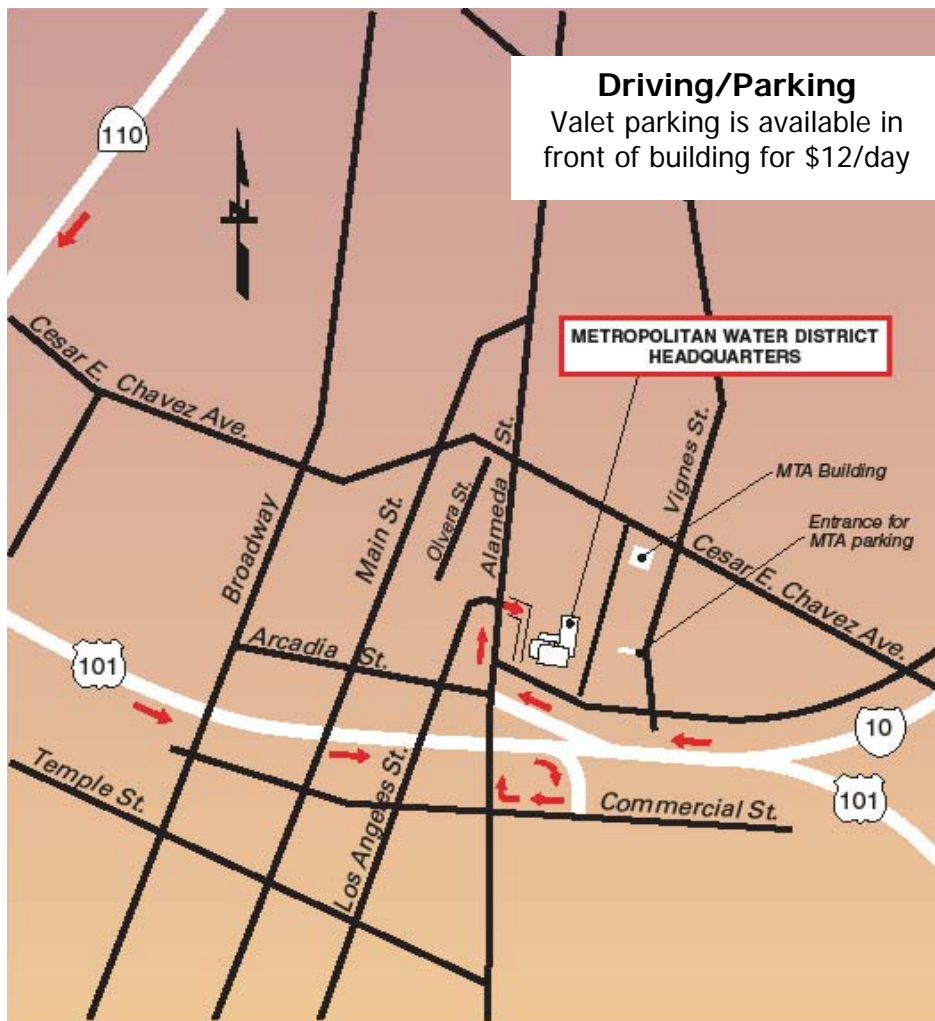 Driving/Parking
Valet parking is available in
front of building for $12/day
110
N
METROPOLITAN WATER DISTRICT
HEADQUARTERS
Cesar E. Chavez Ave.
Vignes St.
MTA Building
Entrance for
MTA parking
Broadway
Main St.
Olvera St.
Alameda St.
Cesar E. Chavez Ave.
Arcadia St.
101
10
Temple St.
Los Angeles St.
Commercial St.
101